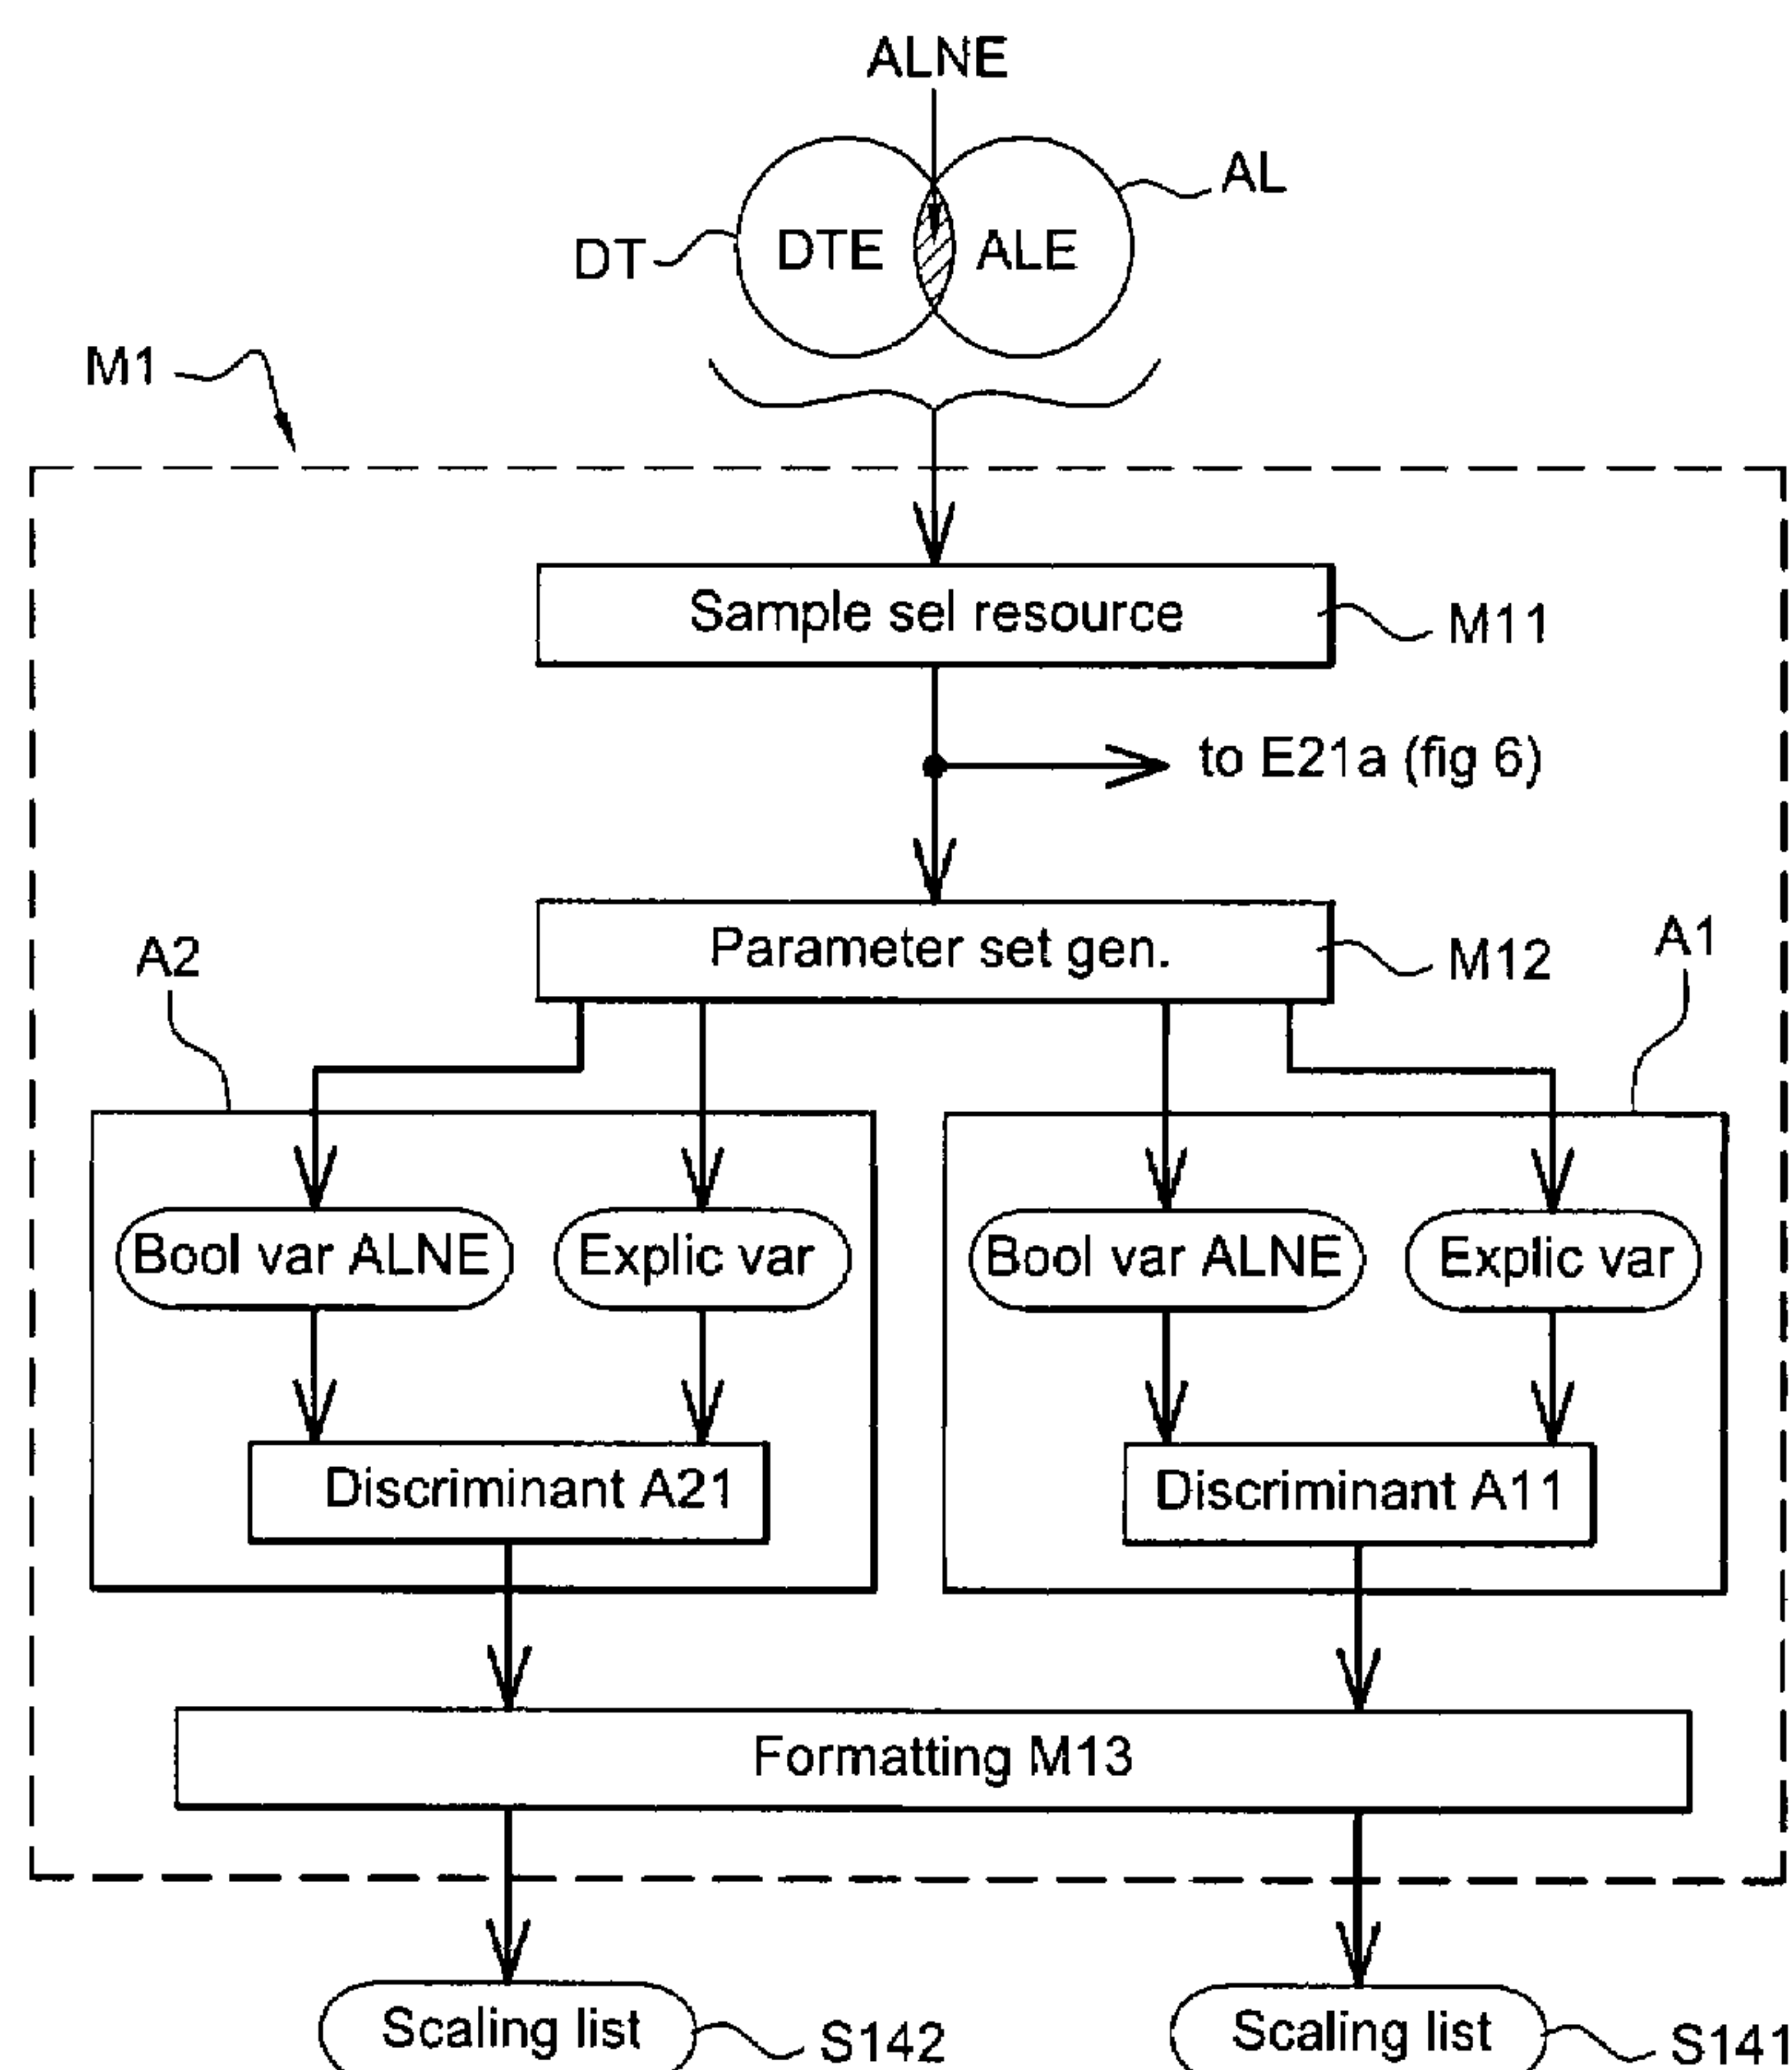 ALNE
AL
DT
DTE
ALE
M1
Sample sel resource
M11
to E21a (fig 6)
Parameter set gen.
M12
A2
A1
Bool var ALNE
Explic var
Bool var ALNE
Explic var
Discriminant A21
Discriminant A11
Formatting M13
Scaling list
S142
Scaling list
S141